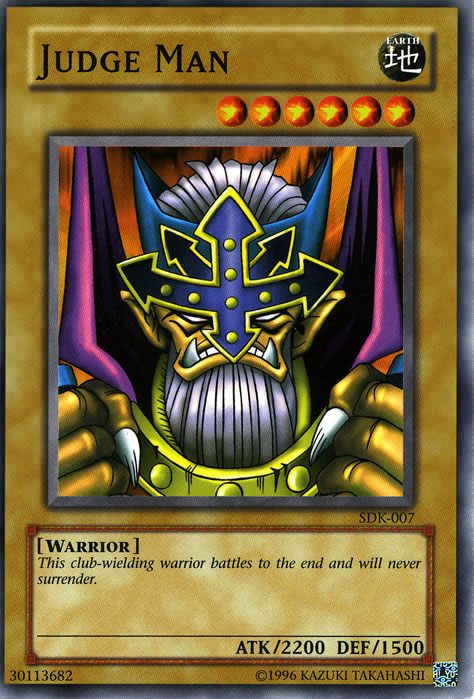 JUDGE MAN
EARTH
地
SDK-007
[WARRIOR]
This club-wielding warrior battles to the end and will never
surrender.
ATK/2200 DEF/1500
30113682
©1996 KAZUKI TAKAHASHI